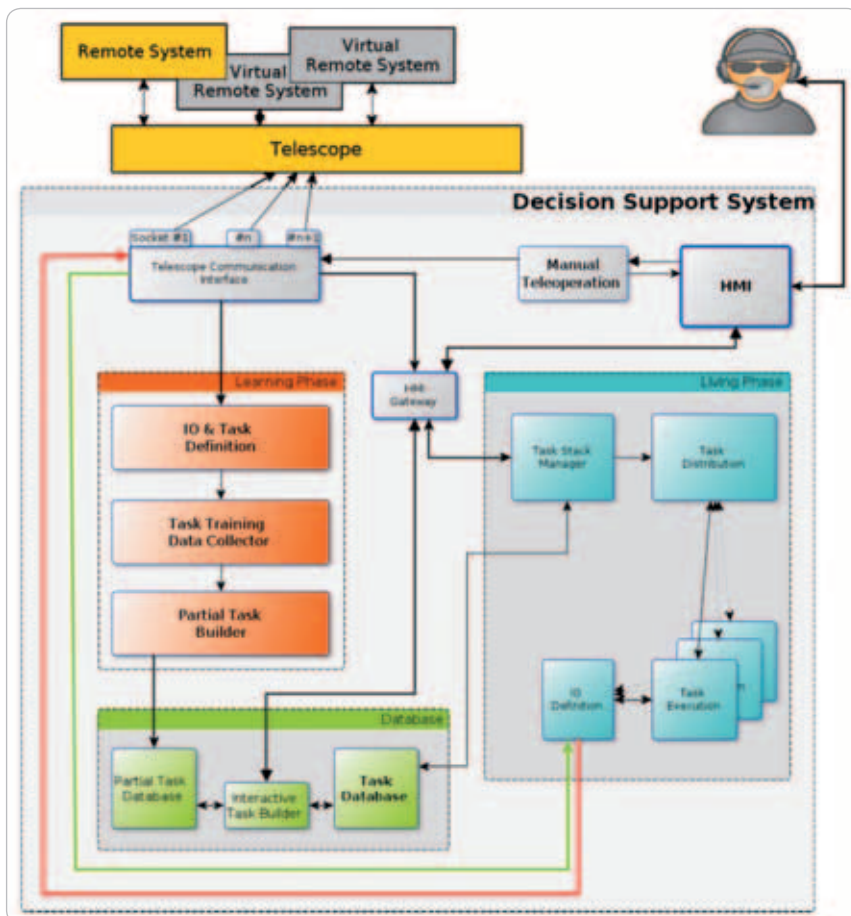 Remote System
Virtual
Remote System
Virtual
Remote System
Telescope
Decision Support System
Socket #1
#n
#n+1
Telescope Communication
Interface
Manual
Teleoperation
HMI
Learning Phase
HMI
Gateway
Living Phase
IO & Task
Definition
Task Stack
Manager
Task
Distribution
Task Training
Data Collector
Partial Task
Builder
IO
Definition
Task
Execution
n
Database
Partial Task
Database
Interactive
Task Builder
Task
Database